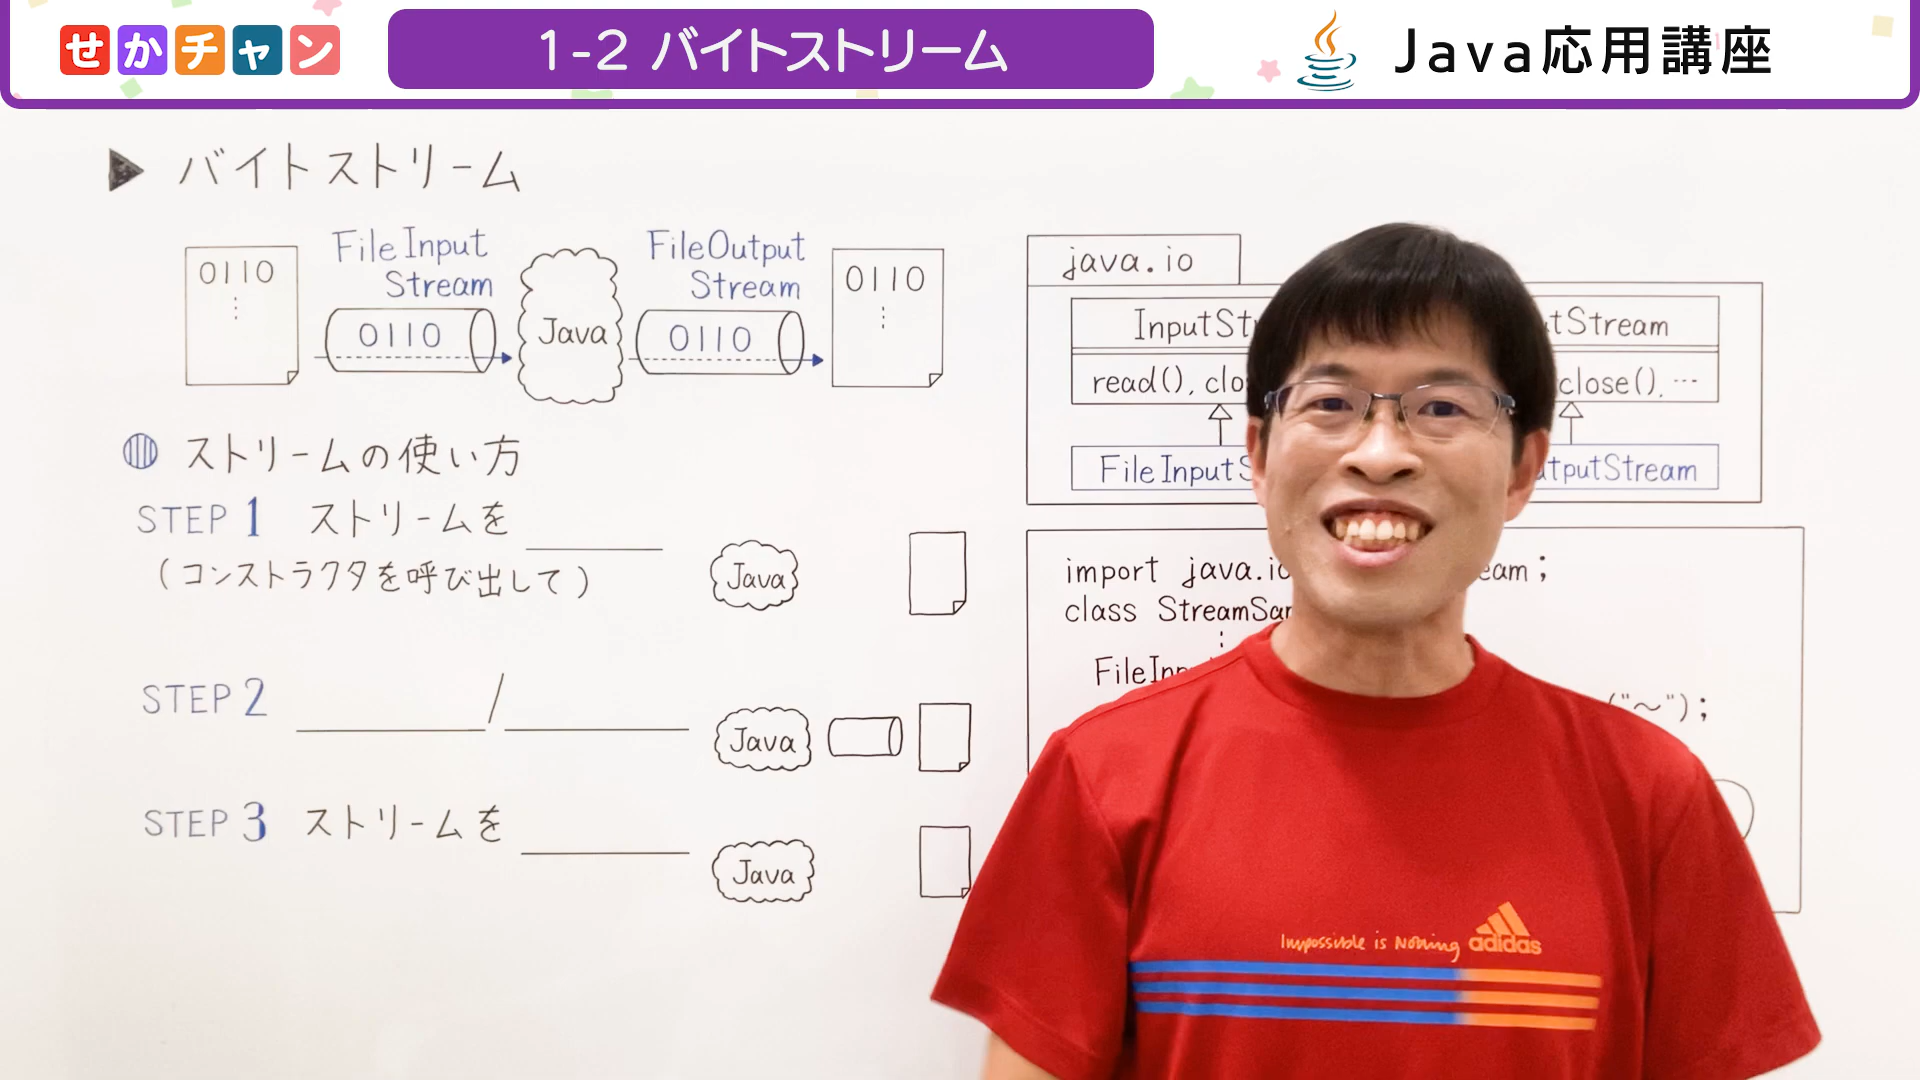 せかチャン
1-2 バイトストリーム
Java応用講座
▶ バイトストリーム
0110
FileInput
Stream
0110
Java
FileOutput
Stream
0110
0110
ストリームの使い方
STEP 1 ストリームを
(コンストラクタを呼び出して)
Java
STEP 2 /
Java
STEP 3 ストリームを
Java
java.io
InputSt
tStream
read(), clo
close(), …
FileInputS
tputStream
import java.io
eam;
class StreamSa
FileInp
("~");
Impossible is Nothing
adidas